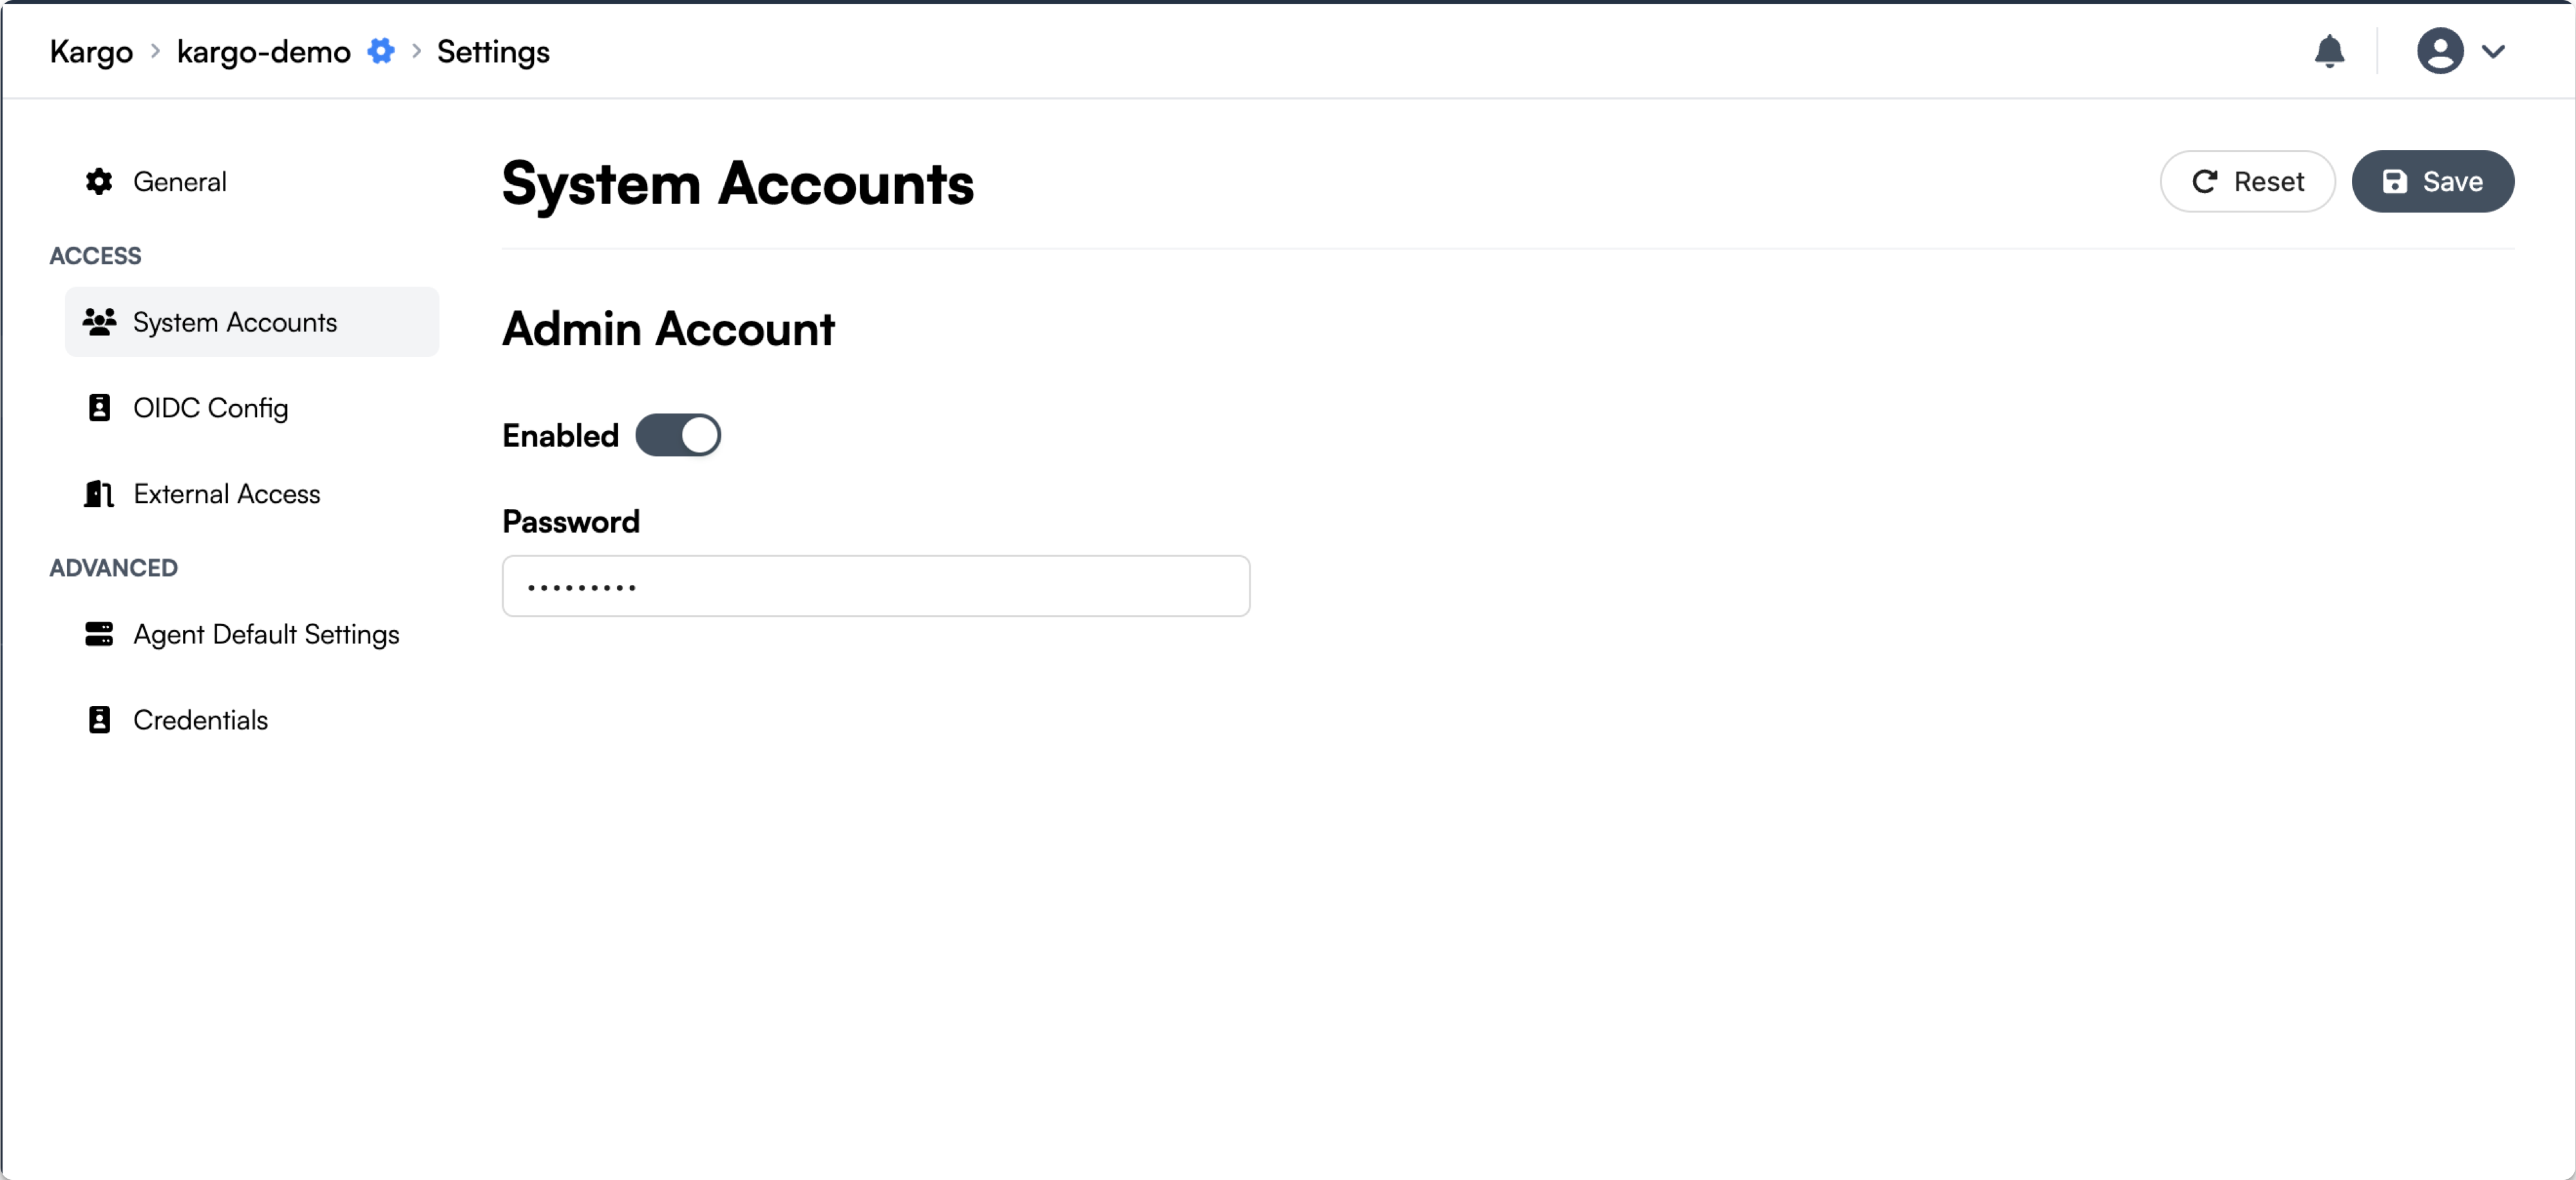 Kargo > kargo-demo > Settings
General
ACCESS
System Accounts
OIDC Config
External Access
ADVANCED
Agent Default Settings
Credentials
System Accounts
Reset
Save
Admin Account
Enabled
Password
•••••••••